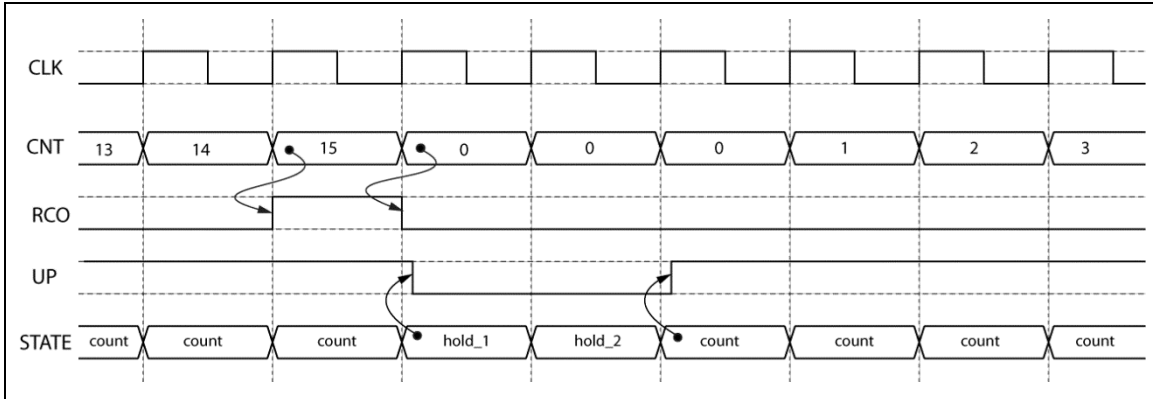 CLK
CNT 13 14 15 0 0 0 1 2 3
RCO
UP
STATE count count count hold_1 hold_2 count count count count